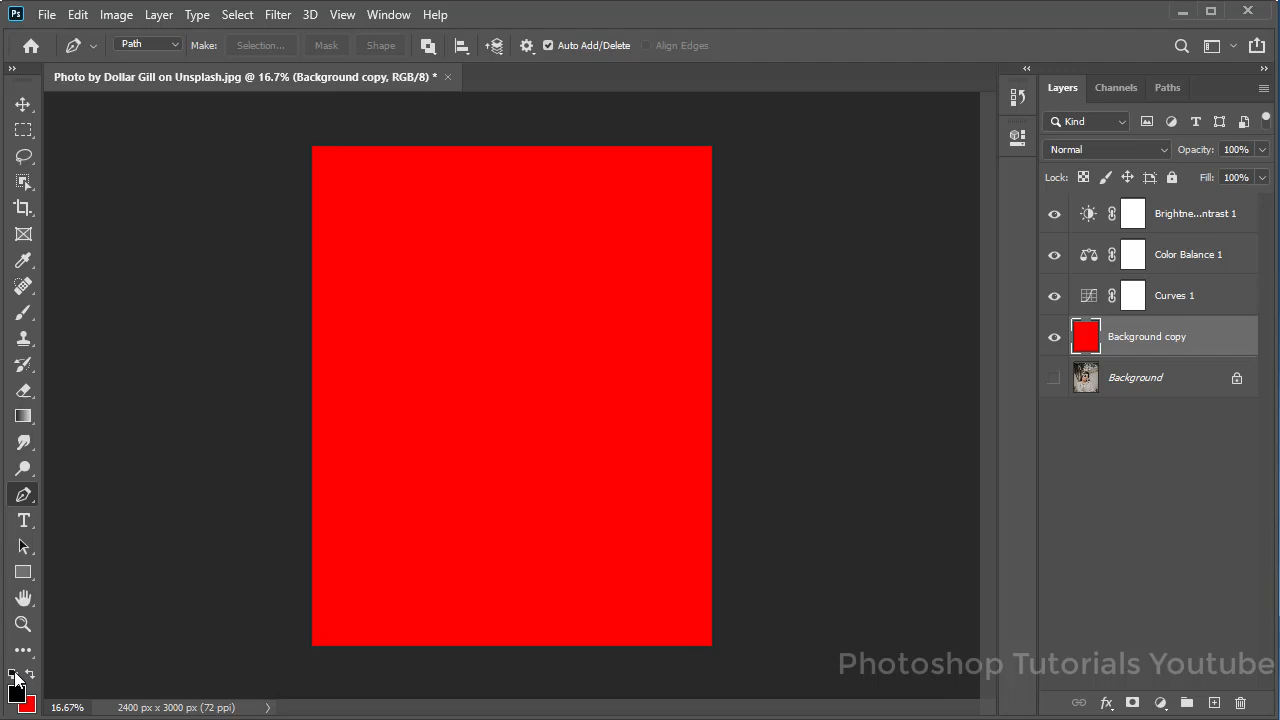 Ps File Edit Image Layer Type Select Filter 3D View Window Help
Path Make: Selection... Mask Shape Auto Add/Delete Align Edges
Photo by Dollar Gill on Unsplash.jpg @ 16.7% (Background copy, RGB/8) *
Layers Channels Paths
Kind
Normal Opacity: 100%
Lock: Fill: 100%
Brightne...ntrast 1
Color Balance 1
Curves 1
Background copy
Background
Photoshop Tutorials Youtube
16.67% 2400 px x 3000 px (72 ppi)